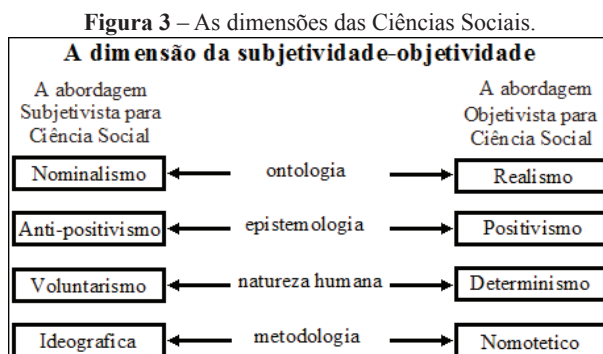 Figura 3 – As dimensões das Ciências Sociais.
A dimensão da subjetividade-objetividade
A abordagem
Subjetivista para
Ciência Social
A abordagem
Objetivista para
Ciência Social
Nominalismo ontologia Realismo
Anti-positivismo epistemologia Positivismo
Voluntarismo natureza humana Determinismo
Ideografica metodologia Nomotetico